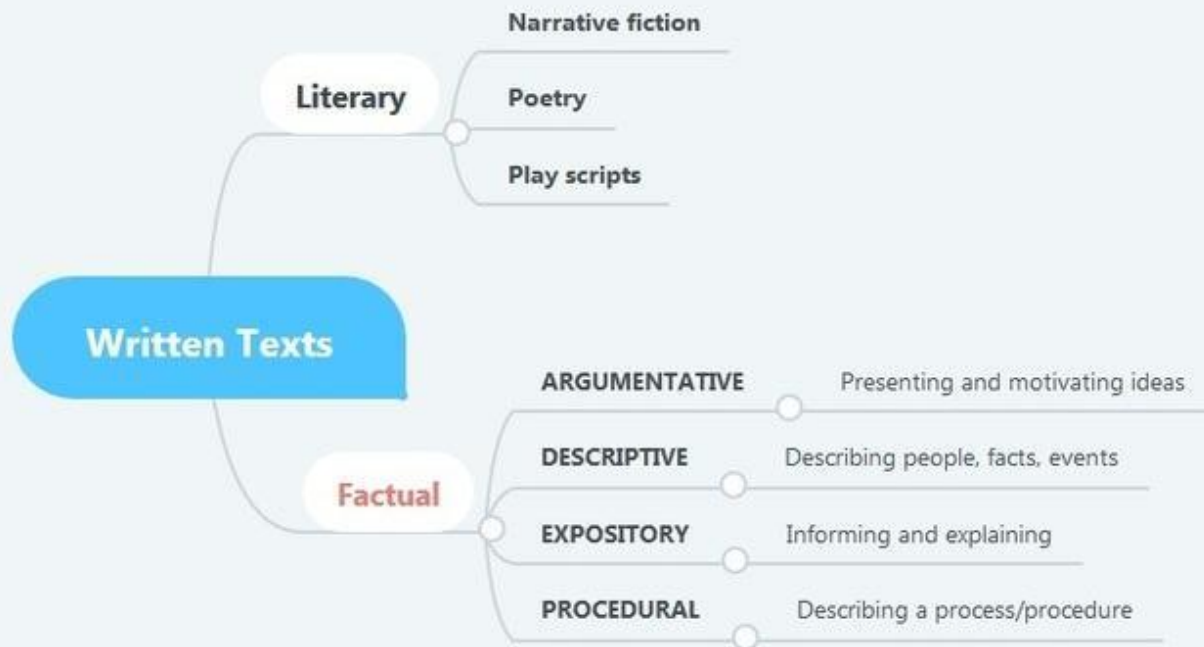 Written Texts
Literary
Narrative fiction
Poetry
Play scripts
Factual
ARGUMENTATIVE
Presenting and motivating ideas
DESCRIPTIVE
Describing people, facts, events
EXPOSITORY
Informing and explaining
PROCEDURAL
Describing a process/procedure